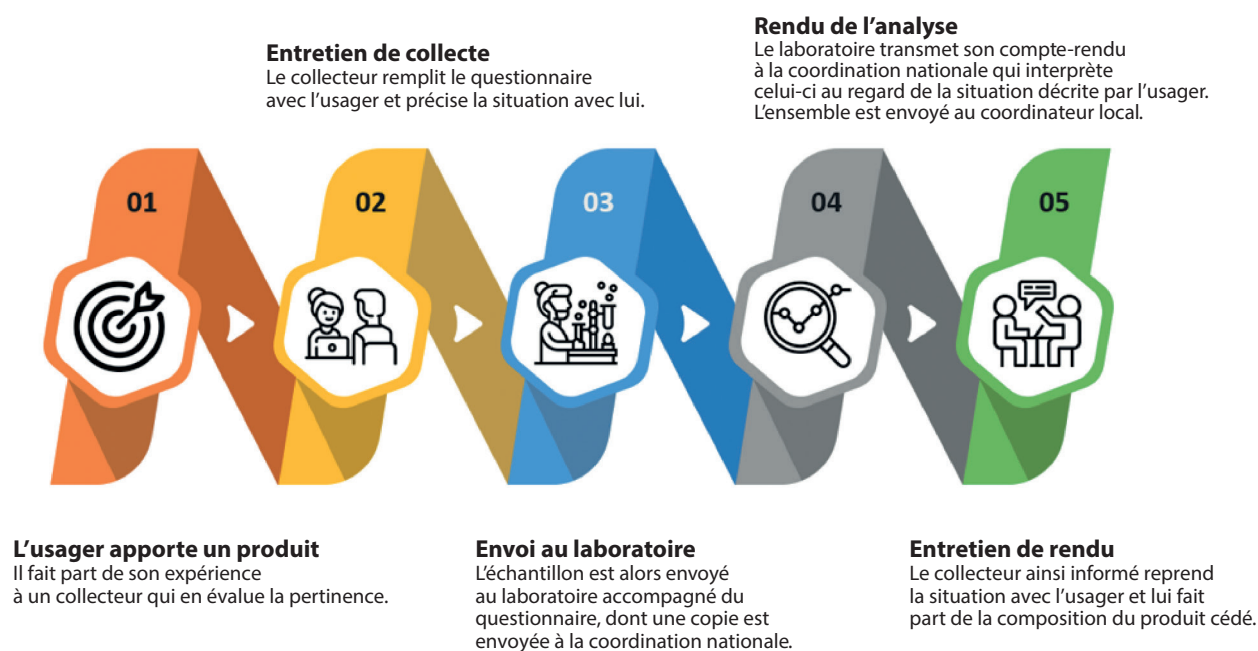 01
L’usager apporte un produit
Il fait part de son expérience
à un collecteur qui en évalue la pertinence.
Entretien de collecte
Le collecteur remplit le questionnaire
avec l’usager et précise la situation avec lui.
02
03
Envoi au laboratoire
L’échantillon est alors envoyé
au laboratoire accompagné du
questionnaire, dont une copie est
envoyée à la coordination nationale.
Rendu de l’analyse
Le laboratoire transmet son compte-rendu
à la coordination nationale qui interprète
celui-ci au regard de la situation décrite par l’usager.
L’ensemble est envoyé au coordinateur local.
04
05
Entretien de rendu
Le collecteur ainsi informé reprend
la situation avec l’usager et lui fait
part de la composition du produit cédé.